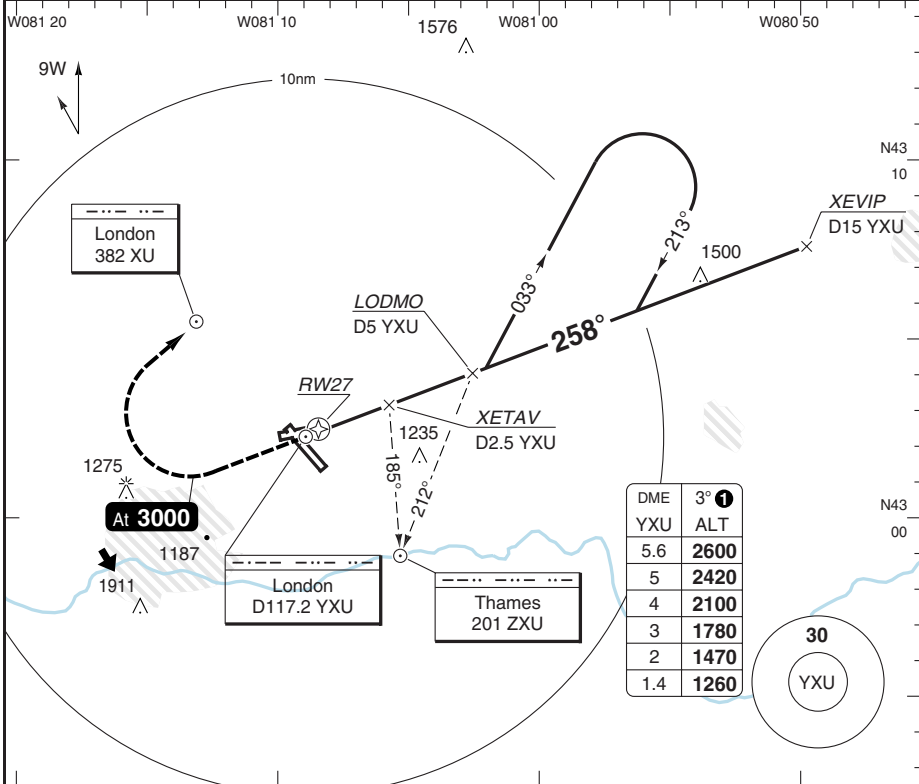 W081 20
W081 10
W081 00
W080 50
1576
9W
10nm
N43
10
London
382 XU
XEVIP
D15 YXU
213°
1500
033°
LODMO
D5 YXU
258°
RW27
XETAV
D2.5 YXU
1235
185°
212°
1275
At 3000
1187
1911
N43
00
London
D117.2 YXU
Thames
201 ZXU
DME 3° 1
YXU ALT
5.6 2600
5 2420
4 2100
3 1780
2 1470
1.4 1260
30
YXU